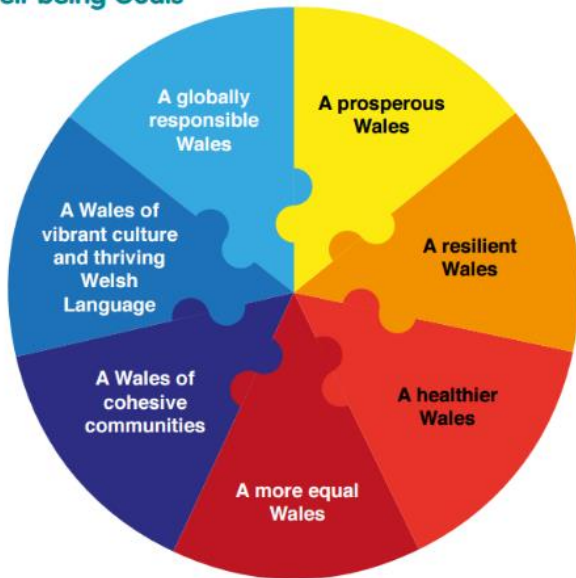 Goals
A prosperous
Wales
A resilient
Wales
A healthier
Wales
A more equal
Wales
A Wales of
cohesive
communities
A Wales of
vibrant culture
and thriving
Welsh
Language
A globally
responsible
Wales